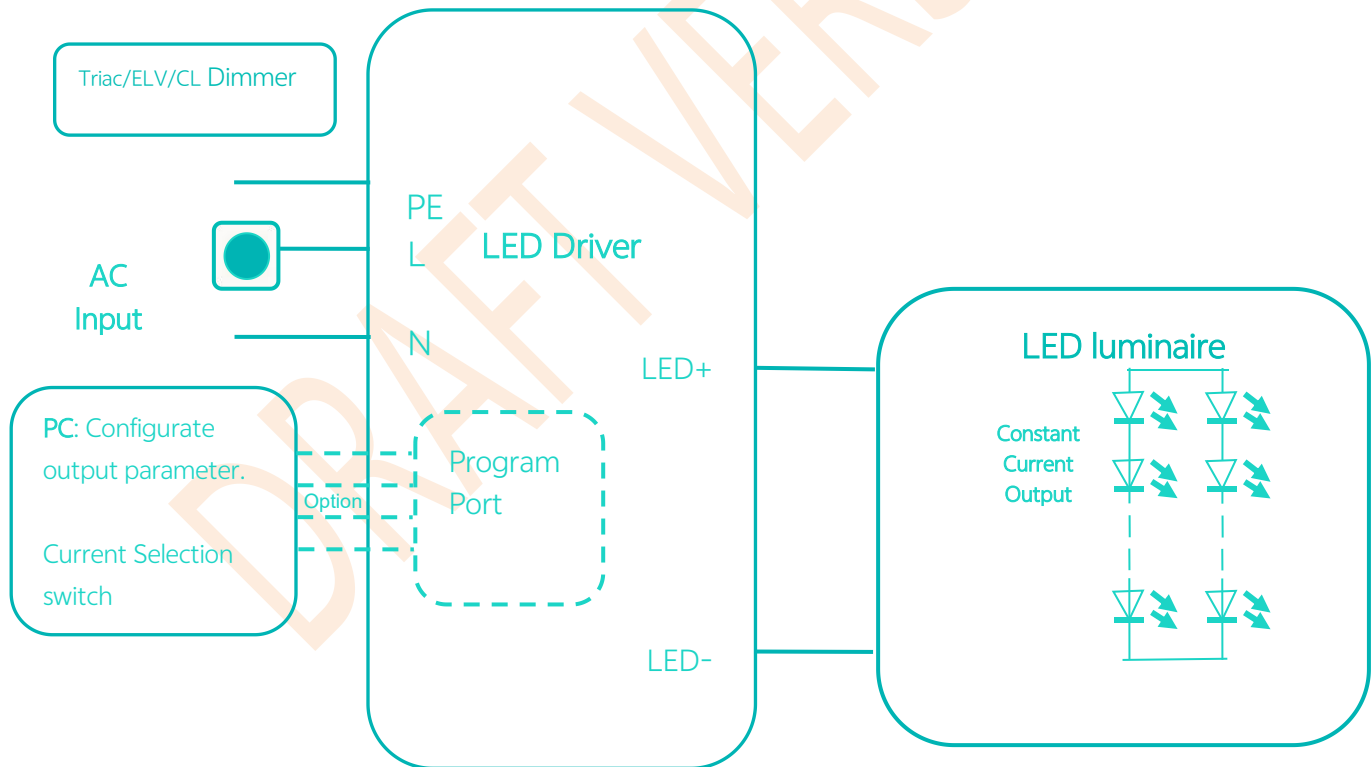 Triac/ELV/CL Dimmer
PE
L
LED Driver
AC
Input
N
LED+
PC: Configurate
output parameter.
Option
Current Selection
switch
Program
Port
LED-
LED luminaire
Constant
Current
Output
DRAFT VER